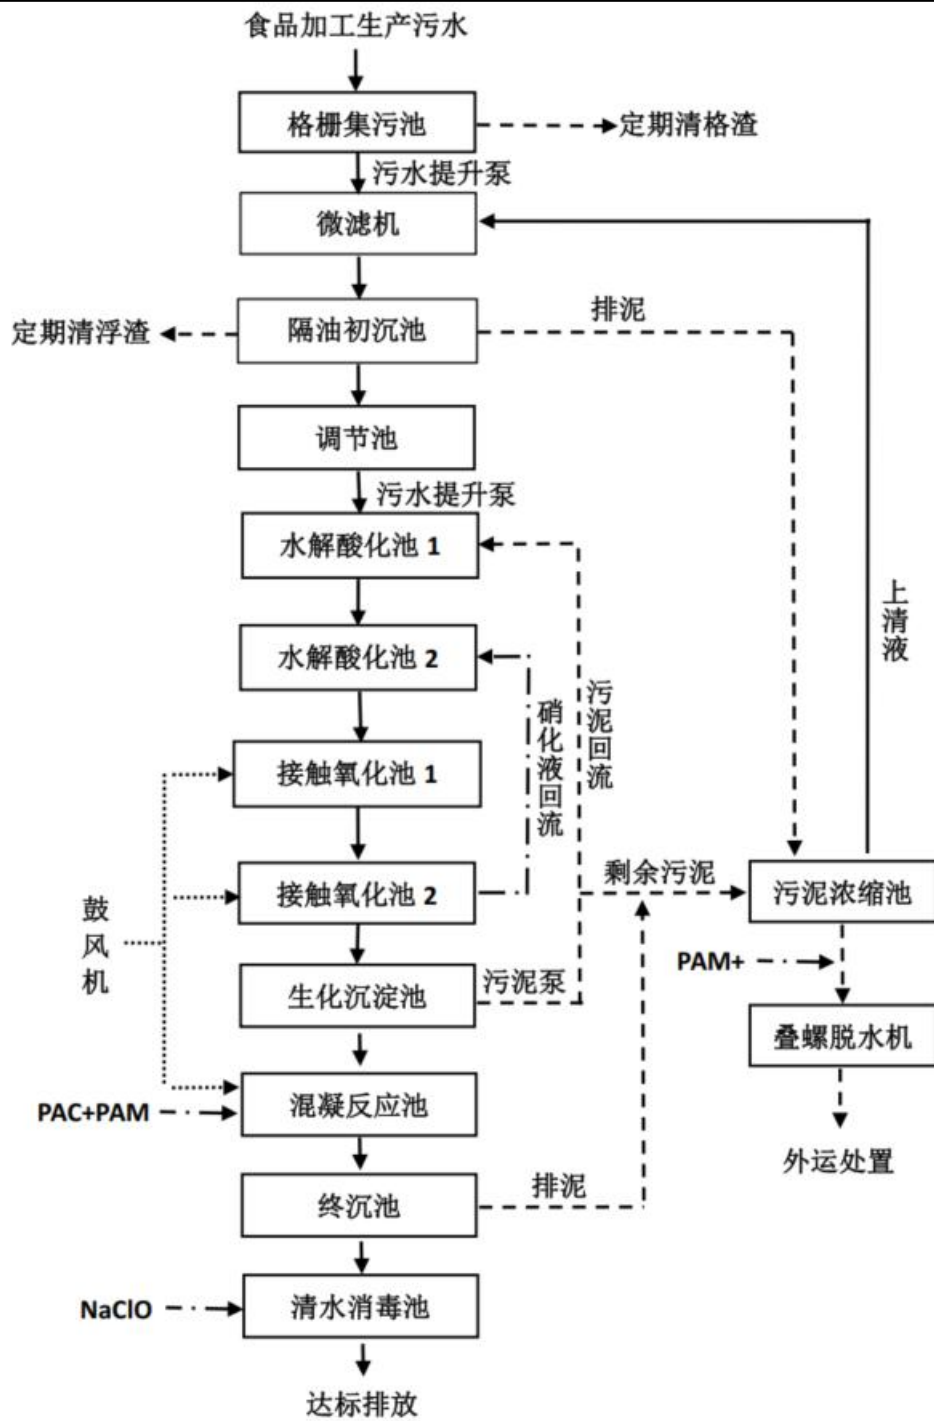 食品加工生产污水
格栅集污池
定期清格渣
污水提升泵
微滤机
排泥
定期清浮渣
隔油初沉池
调节池
污水提升泵
水解酸化池 1
上清液
水解酸化池 2
污泥回流
硝化液回流
接触氧化池 1
剩余污泥
接触氧化池 2
污泥浓缩池
鼓风机
PAM+
生化沉淀池
污泥泵
叠螺脱水机
PAC+PAM
混凝反应池
外运处置
排泥
终沉池
NaClO
清水消毒池
达标排放